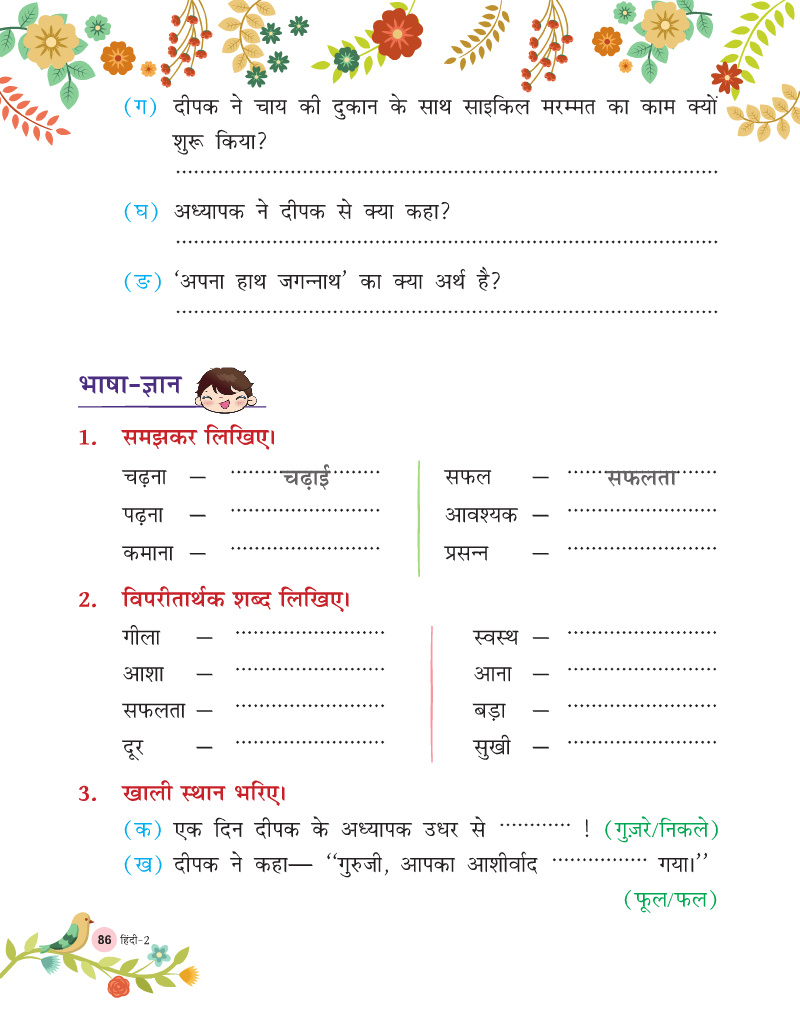 (ग) दीपक ने चाय की दुकान के साथ साइकिल मरम्मत का काम क्यों
शुरू किया?
(घ) अध्यापक ने दीपक से क्या कहा?
(ङ) ‘अपना हाथ जगन्नाथ’ का क्या अर्थ है?
भाषा-ज्ञान
1. समझकर लिखिए।
चढ़ना – चढ़ाई सफल – सफलता
पढ़ना – आवश्यक –
कमाना – प्रसन्न –
2. विपरीतार्थक शब्द लिखिए।
गीला – स्वस्थ –
आशा – आना –
सफलता – बड़ा –
दूर – सुखी –
3. खाली स्थान भरिए।
(क) एक दिन दीपक के अध्यापक उधर से ............ ! (गुज़रे/निकले)
(ख) दीपक ने कहा— ‘‘गुरुजी, आपका आशीर्वाद ................ गया।’’
(फूल/फल)
86 हिंदी-2